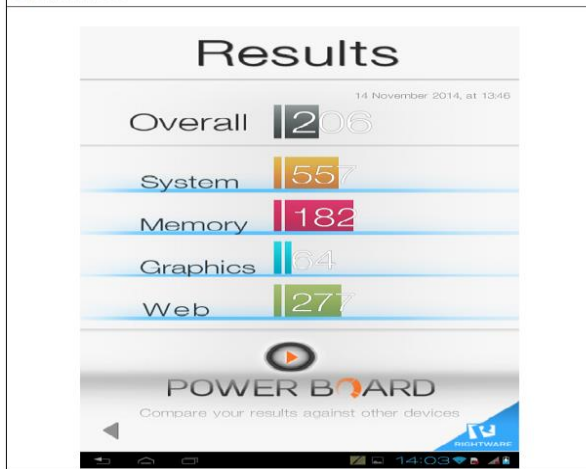 Results
14 November 2014, at 13:46
Overall 206
System 557
Memory 182
Graphics 64
Web 277
POWER BOARD
Compare your results against other devices
RIGHTWARE
14:03